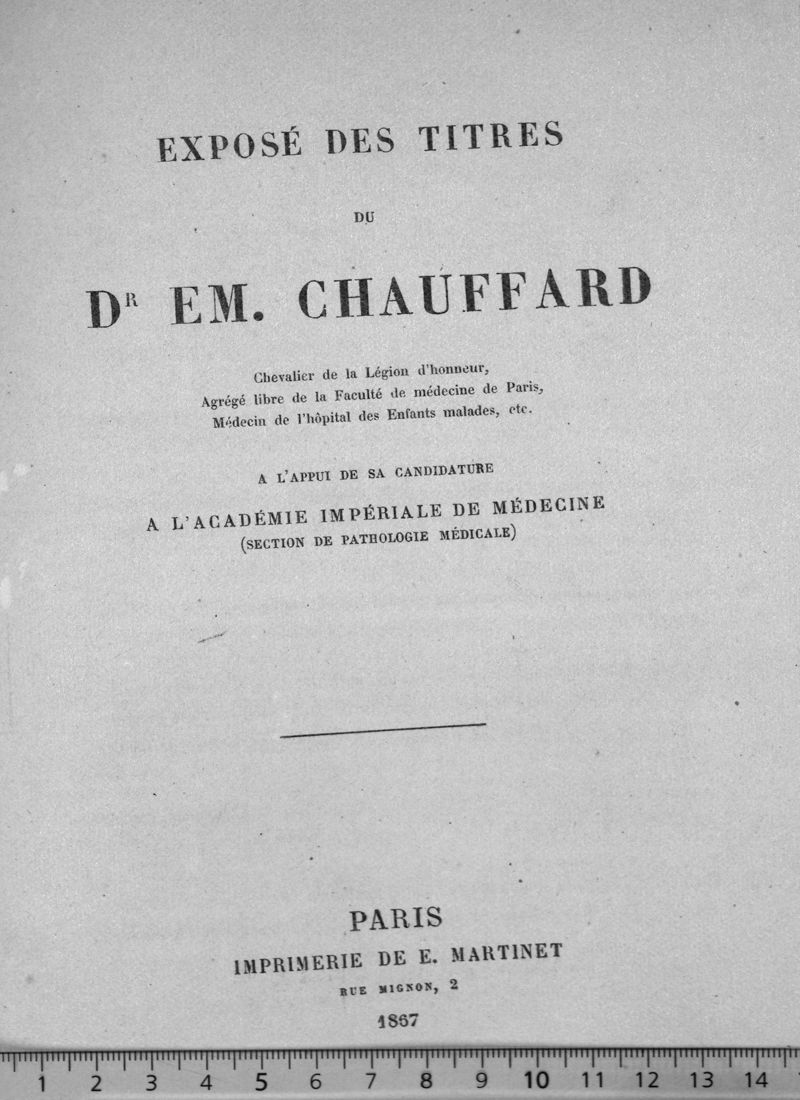 EXPOSÉ DES TITRES
DU
DR EM. CHAUFFARD
Chevalier de la Légion d'honneur,
Agrégé libre de la Faculté de médecine de Paris,
Médecin de l'hôpital des Enfants malades, etc.
A L'APPUI DE SA CANDIDATURE
A L'ACADÉMIE IMPÉRIALE DE MÉDECINE
(SECTION DE PATHOLOGIE MÉDICALE)
PARIS
IMPRIMERIE DE E. MARTINET
RUE MIGNON, 2
1867
1 2 3 4 5 6 7 8 9 10 11 12 13 14